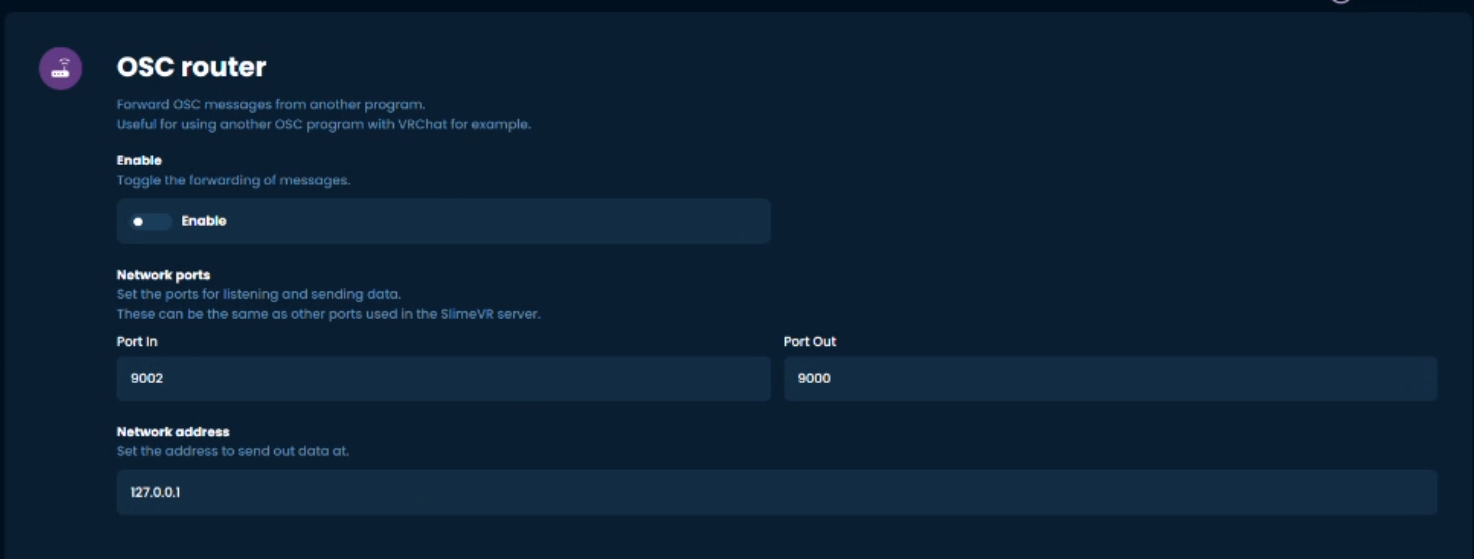 OSC router
Forward OSC messages from another program.
Useful for using another OSC program with VRChat for example.
Enable
Toggle the forwarding of messages.
Enable
Network ports
Set the ports for listening and sending data.
These can be the same as other ports used in the SlimeVR server.
Port In
Port Out
9002
9000
Network address
Set the address to send out data at.
127.0.0.1